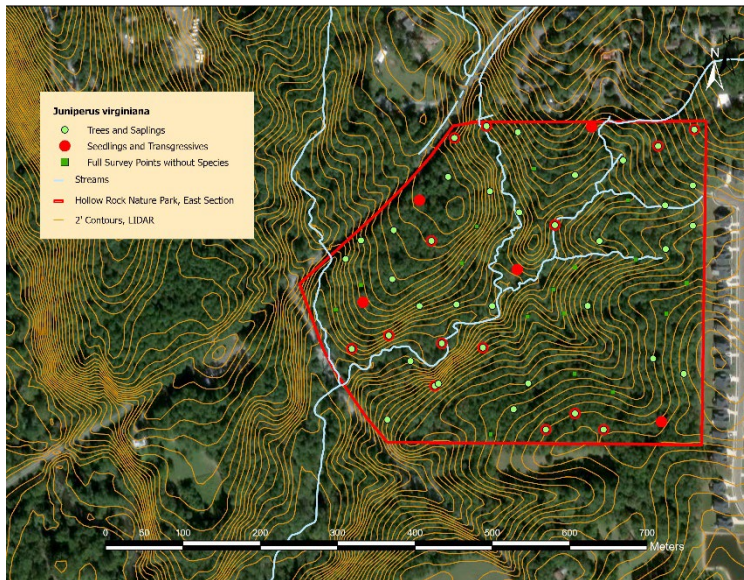 N
Juniperus virginiana
Trees and Saplings
Seedlings and Transgressives
Full Survey Points without Species
Streams
Hollow Rock Nature Park, East Section
2' Contours, LIDAR
0 50 100 200 300 400 500 600 700
Meters